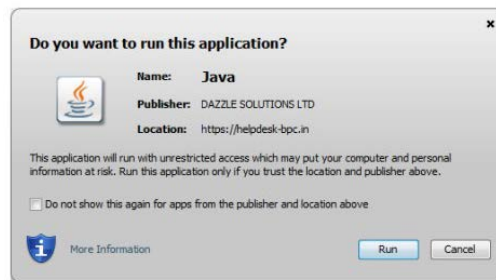 Do you want to run this application?
Name: Java
Publisher: DAZZLE SOLUTIONS LTD
Location: https://helpdesk-bpc.in
This application will run with unrestricted access which may put your computer and personal
information at risk. Run this application only if you trust the location and publisher above.
Do not show this again for apps from the publisher and location above
More Information
Run
Cancel